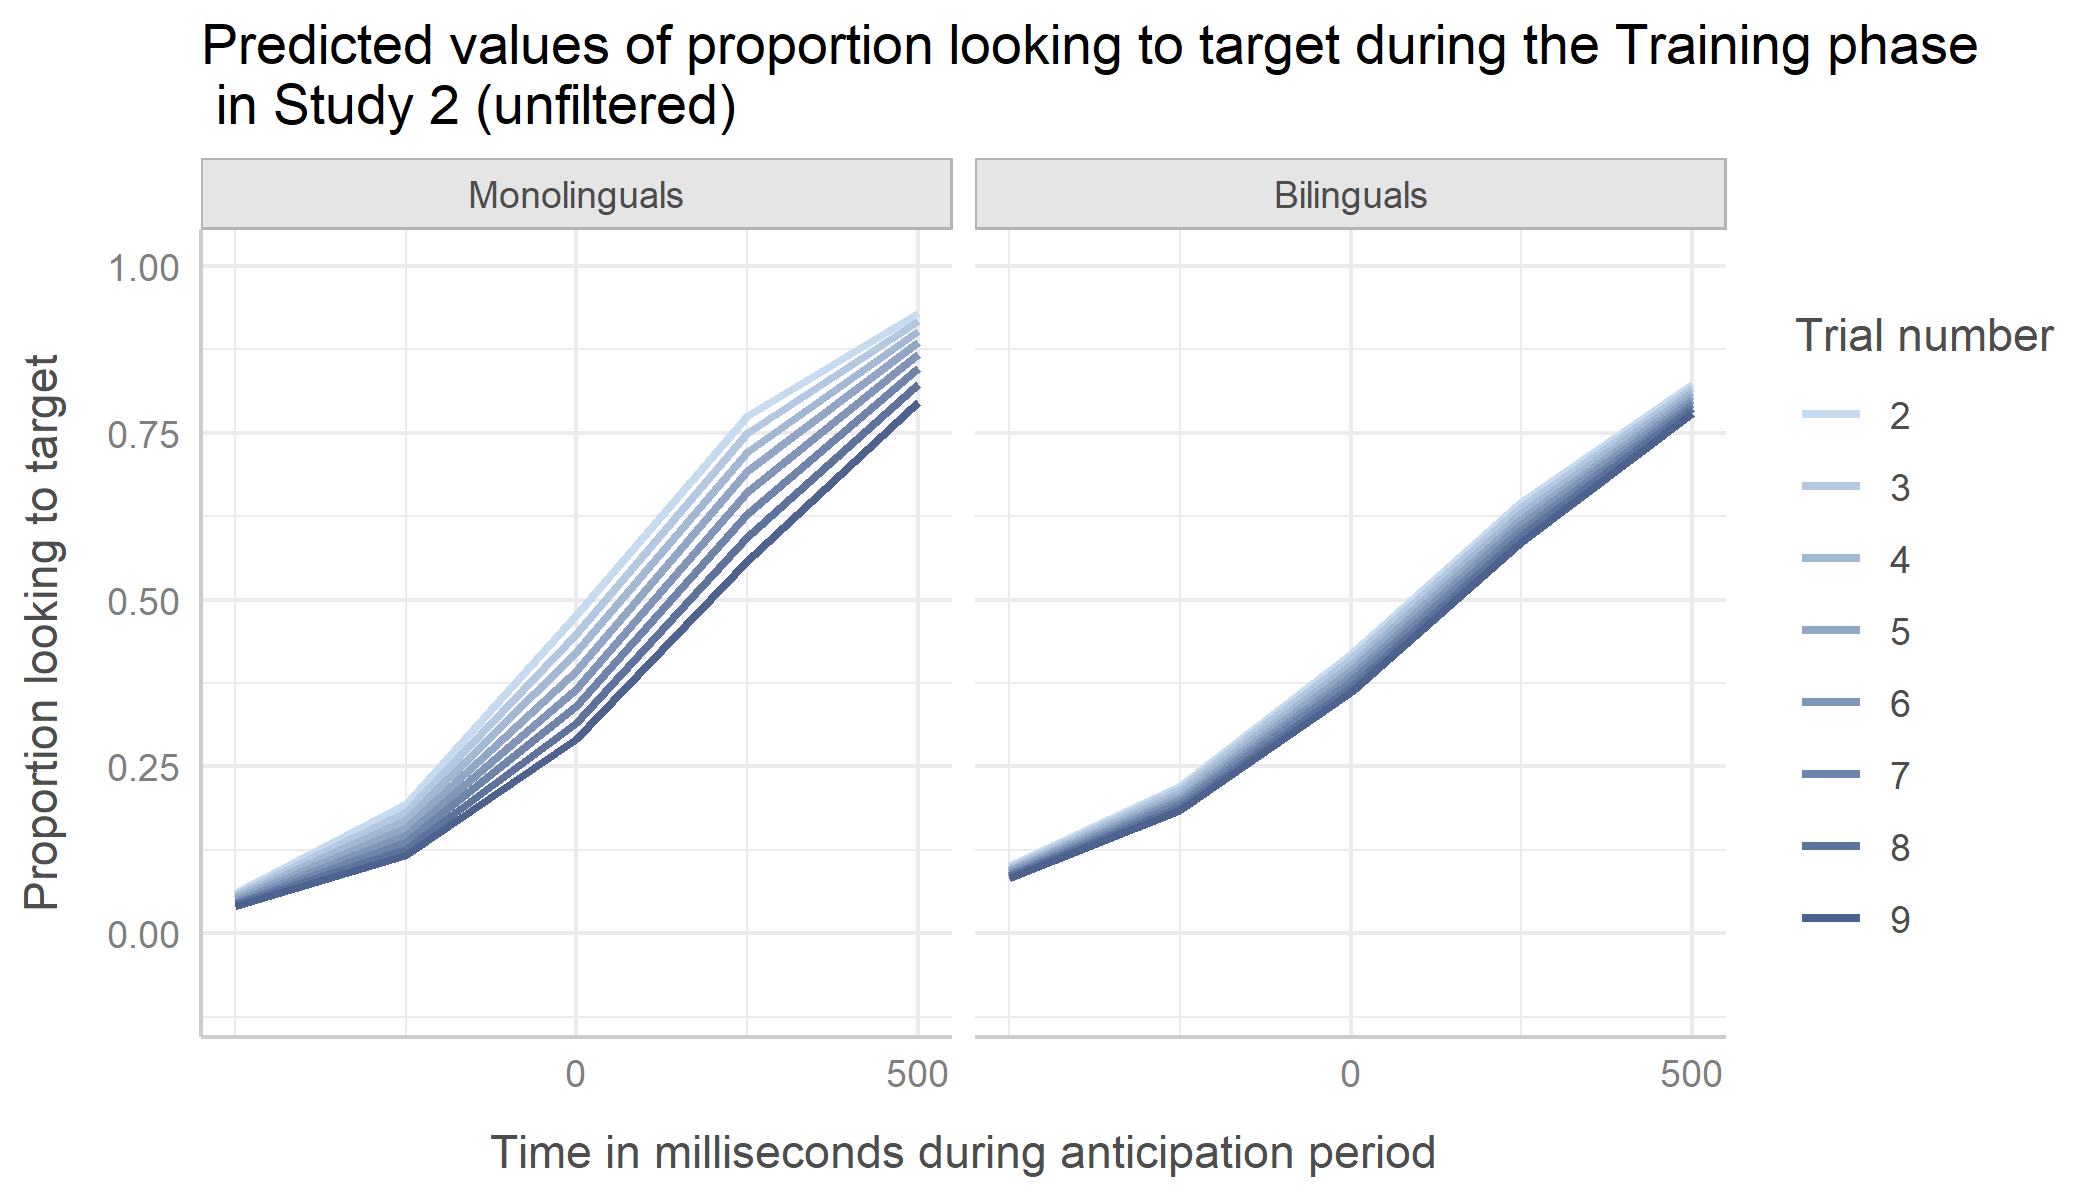 Predicted values of proportion looking to target during the Training phase
in Study 2 (unfiltered)
Monolinguals
Bilinguals
1.00
0.75
0.50
0.25
0.00
Proportion looking to target
0
500
0
500
Time in milliseconds during anticipation period
Trial number
2
3
4
5
6
7
8
9